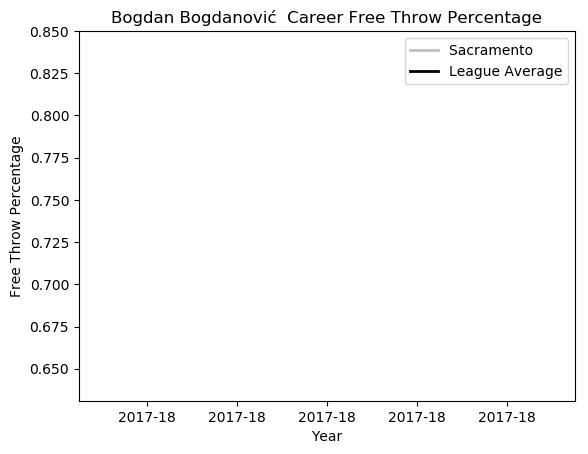 Bogdan Bogdanović  Career Free Throw Percentage
Sacramento
League Average
Free Throw Percentage
0.850
0.825
0.800
0.775
0.750
0.725
0.700
0.675
0.650
2017-18 2017-18 2017-18 2017-18 2017-18
Year